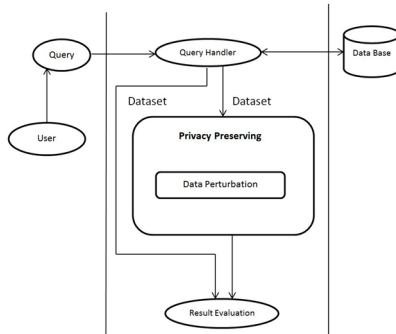 Query
Query Handler
Data Base
Dataset
Dataset
User
Privacy Preserving
Data Perturbation
Result Evaluation